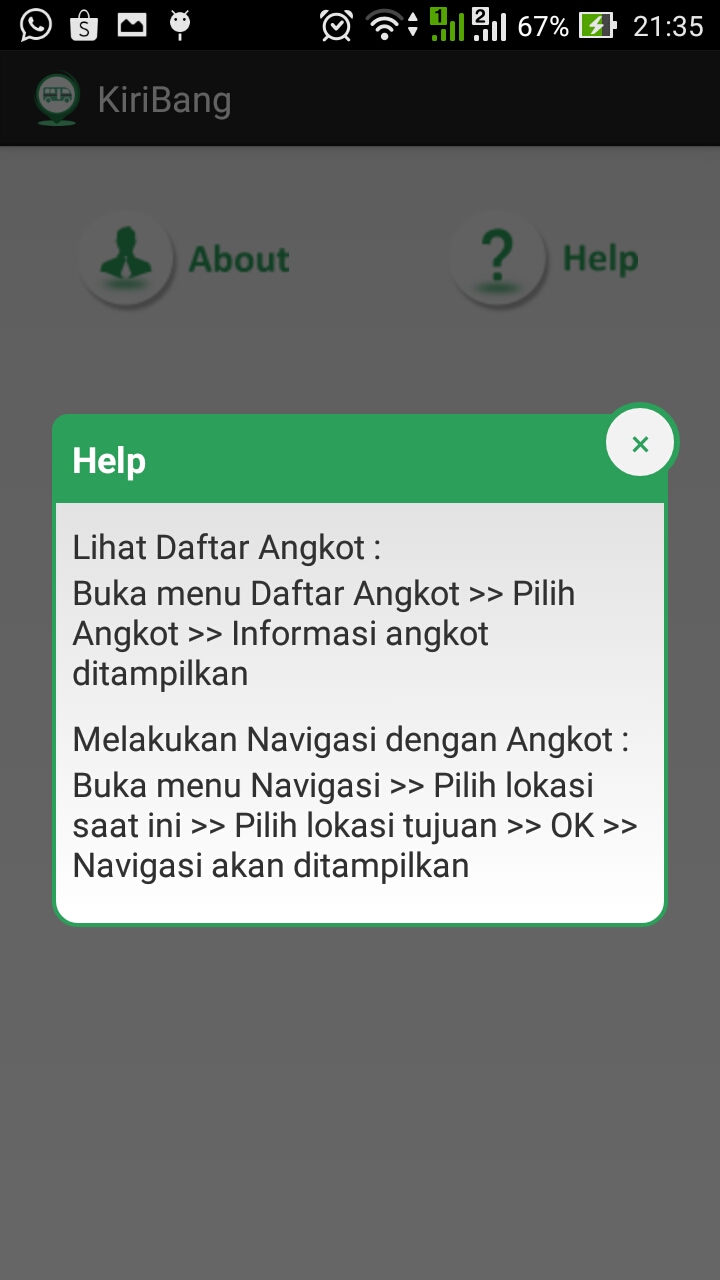 1 2 67% 21:35
KiriBang
About Help
Help ×
Lihat Daftar Angkot :
Buka menu Daftar Angkot >> Pilih
Angkot >> Informasi angkot
ditampilkan
Melakukan Navigasi dengan Angkot :
Buka menu Navigasi >> Pilih lokasi
saat ini >> Pilih lokasi tujuan >> OK >>
Navigasi akan ditampilkan